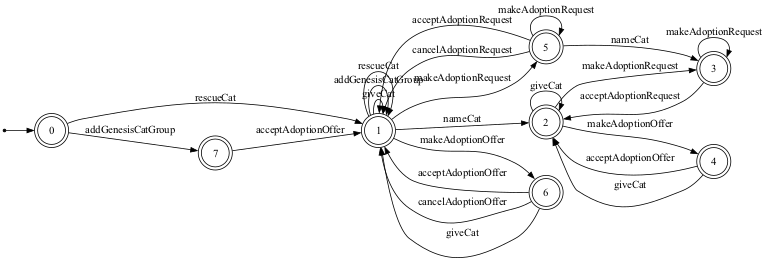 makeAdoptionRequest
acceptAdoptionRequest
5
nameCat
makeAdoptionRequest
cancelAdoptionRequest
rescueCat
addGenesisCatGroup
makeAdoptionRequest
giveCat
giveCat
makeAdoptionRequest
3
rescueCat
acceptAdoptionRequest
0
addGenesisCatGroup
7
acceptAdoptionOffer
1
nameCat
2
makeAdoptionOffer
makeAdoptionOffer
acceptAdoptionOffer
4
acceptAdoptionOffer
giveCat
6
cancelAdoptionOffer
giveCat